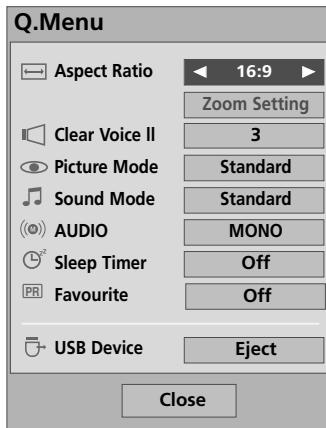 Q.Menu
Aspect Ratio ◄ 16:9 ►
Zoom Setting
Clear Voice ll 3
Picture Mode Standard
Sound Mode Standard
((M)) AUDIO MONO
zz Sleep Timer Off
PR Favourite Off
USB Device Eject
Close